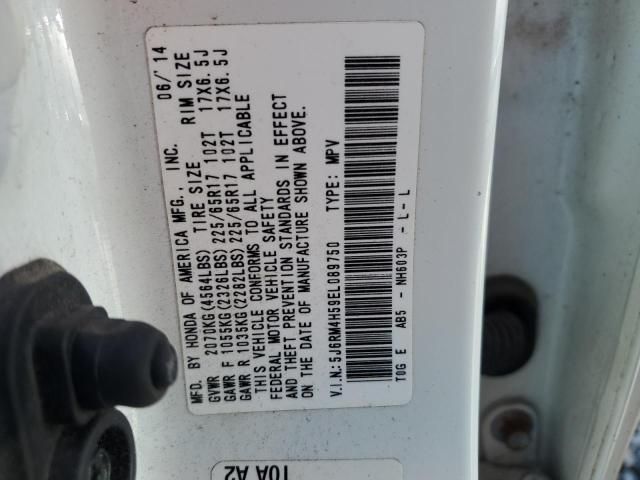 MFD. BY HONDA OF AMERICA MFG., INC. 06/14
TIRE SIZE RIM SIZE
GVWR 2070KG(4564LBS)
GAWR F 1055KG(2326LBS) 225/65R17 102T 17X6.5J
GAWR R 1035KG(2282LBS) 225/65R17 102T 17X6.5J
THIS VEHICLE CONFORMS TO ALL APPLICABLE
FEDERAL MOTOR VEHICLE SAFETY
AND THEFT PREVENTION STANDARDS IN EFFECT
ON THE DATE OF MANUFACTURE SHOWN ABOVE.
V.I.N.:5J6RM4H59EL089750 TYPE: MPV
T0G E AB5 - NH603P - L - L
T0A A2